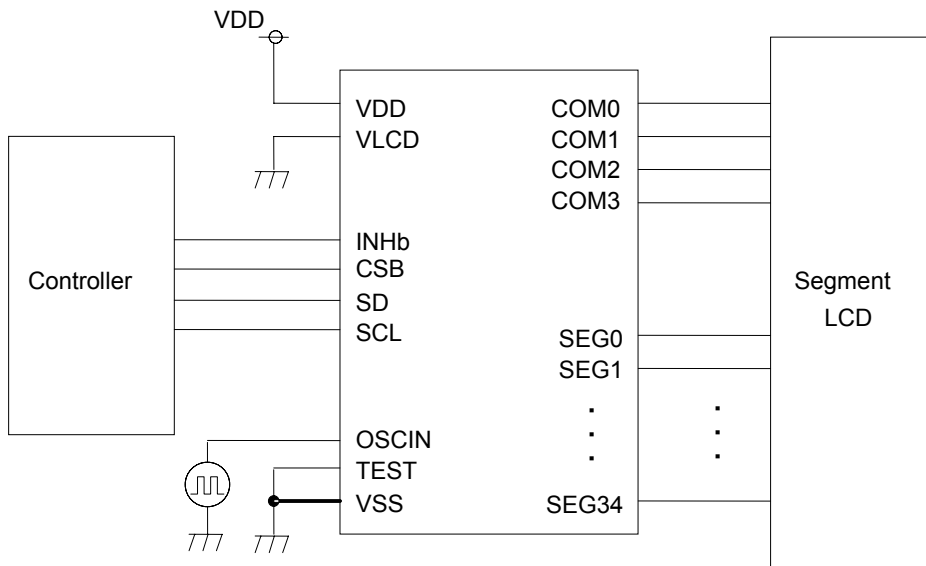 VDD
VDD
VLCD
INHb
CSB
SD
SCL
OSCIN
TEST
VSS
COM0
COM1
COM2
COM3
SEG0
SEG1
SEG34
Controller
Segment
LCD